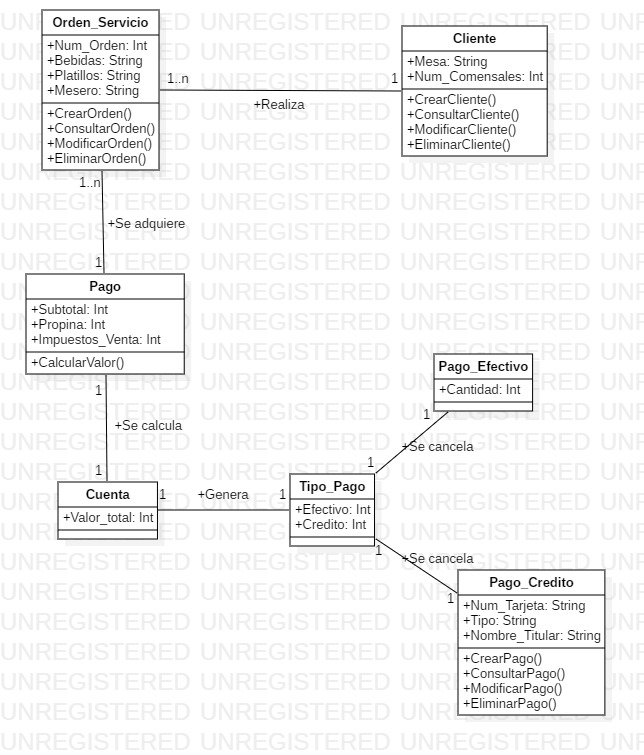 Orden_Servicio
+Num_Orden: Int
+Bebidas: String
+Platillos: String
+Mesero: String
+CrearOrden()
+ConsultarOrden()
+ModificarOrden()
+EliminarOrden()
1..n
1
+Realiza
Cliente
+Mesa: String
+Num_Comensales: Int
+CrearCliente()
+ConsultarCliente()
+ModificarCliente()
+EliminarCliente()
1..n
+Se adquiere
1
Pago
+Subtotal: Int
+Propina: Int
+Impuestos_Venta: Int
+CalcularValor()
1
+Se calcula
1
Cuenta
+Valor_total: Int
1
+Genera
1
Tipo_Pago
+Efectivo: Int
+Credito: Int
1
+Se cancela
1
Pago_Efectivo
+Cantidad: Int
1
+Se cancela
1
Pago_Credito
+Num_Tarjeta: String
+Tipo: String
+Nombre_Titular: String
+CrearPago()
+ConsultarPago()
+ModificarPago()
+EliminarPago()
UNREGISTERED